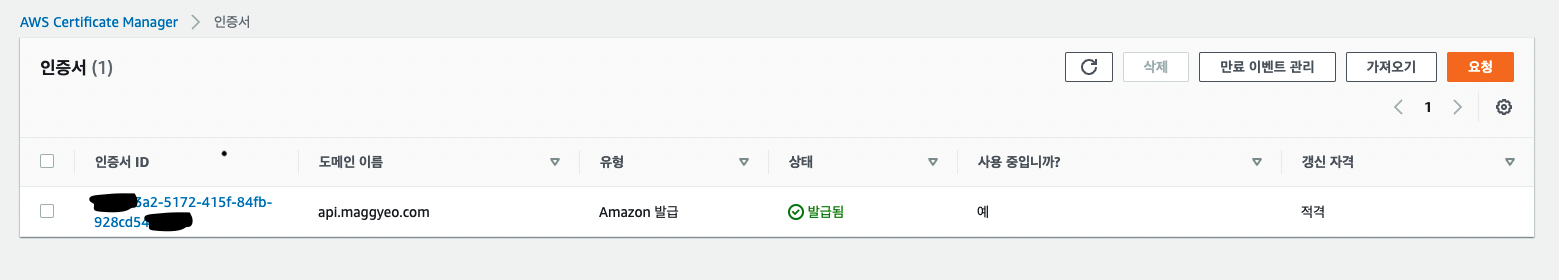 AWS Certificate Manager > 인증서
인증서 (1)
삭제
만료 이벤트 관리
가져오기
요청
1
인증서 ID
도메인 이름
유형
상태
사용 중입니까?
갱신 자격
3a2-5172-415f-84fb-
928cd54
api.maggyeo.com
Amazon 발급
발급됨
예
적격